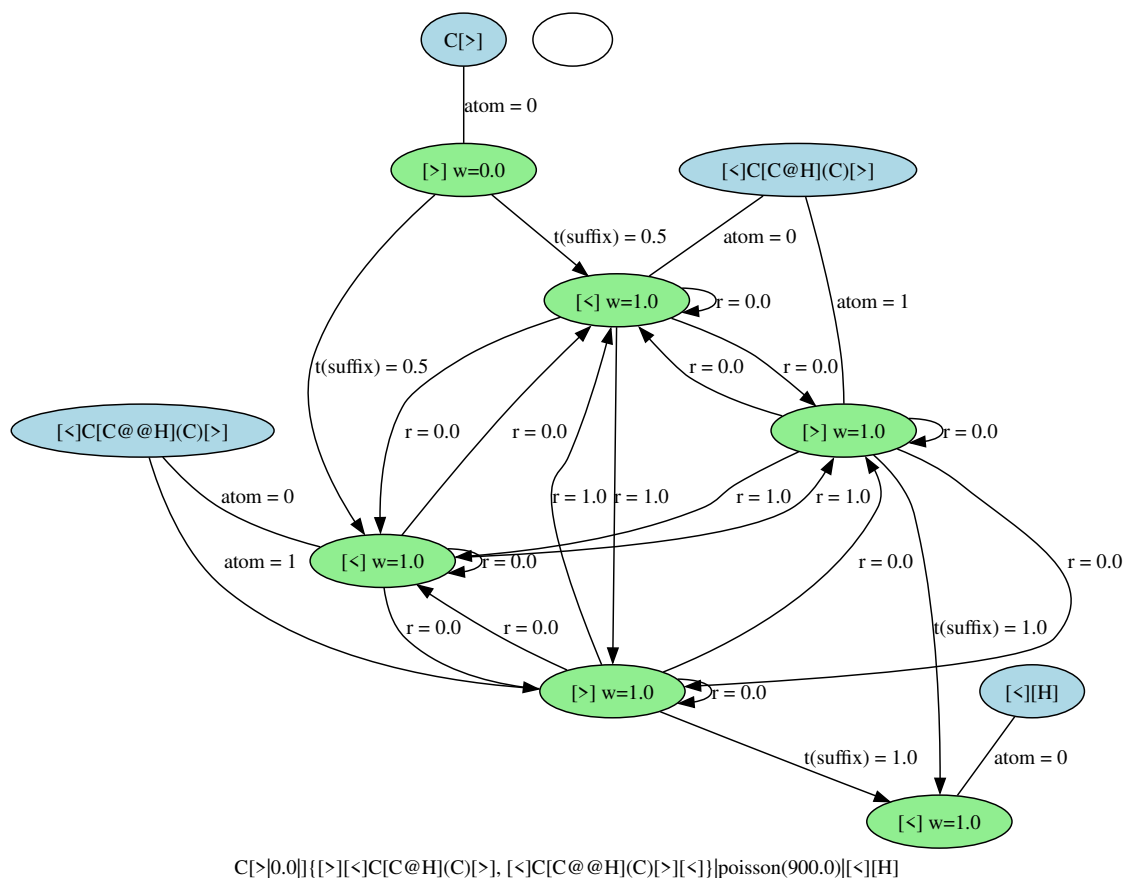 C[>]
atom = 0
[>] w=0.0
[<]C[C@H](C)[>]
t(suffix) = 0.5
atom = 0
[<] w=1.0
r = 0.0
atom = 1
t(suffix) = 0.5
r = 0.0
r = 0.0
[<]C[C@@H](C)[>]
r = 0.0
r = 0.0
[>] w=1.0
r = 0.0
atom = 0
r = 1.0
r = 1.0
r = 1.0
r = 1.0
atom = 1
[<] w=1.0
r = 0.0
r = 0.0
r = 0.0
r = 0.0
r = 0.0
t(suffix) = 1.0
[>] w=1.0
r = 0.0
[<][H]
t(suffix) = 1.0
atom = 0
[<] w=1.0
C[>|0.0|]{[>][<]C[C@H](C)[>], [<]C[C@@H](C)[>][<]}|poisson(900.0)|[<][H]